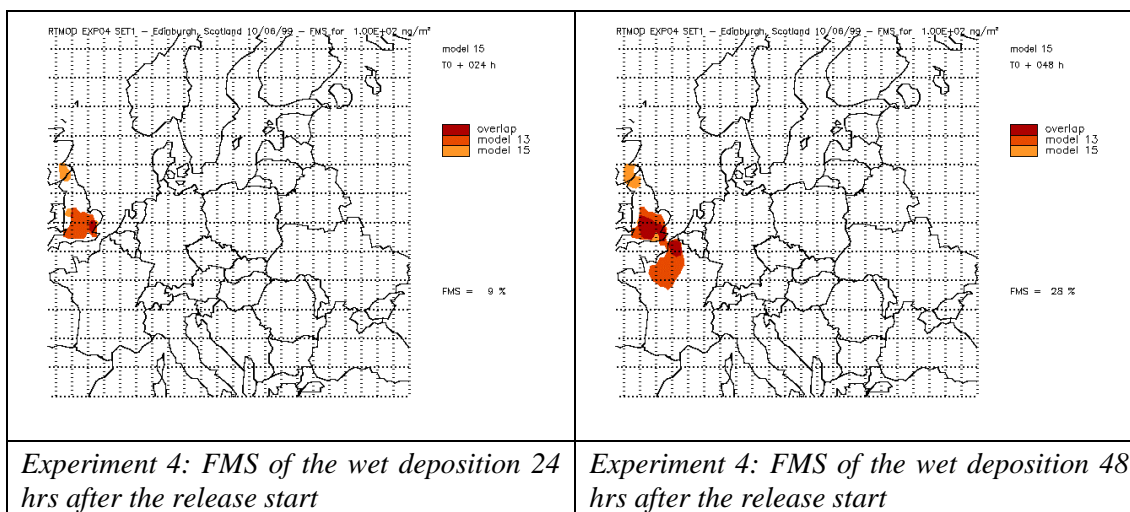 RTMOD EXP04 SET1 - Edinburgh, Scotland 10/06/99 - FMS for 1.00E+02 ng/m²
model 15
T0 + 024 h
overlap
model 13
model 15
FMS = 9 %
RTMOD EXP04 SET1 - Edinburgh, Scotland 10/06/99 - FMS for 1.00E+02 ng/m²
model 15
T0 + 048 h
overlap
model 13
model 15
FMS = 28 %
Experiment 4: FMS of the wet deposition 24
hrs after the release start
Experiment 4: FMS of the wet deposition 48
hrs after the release start